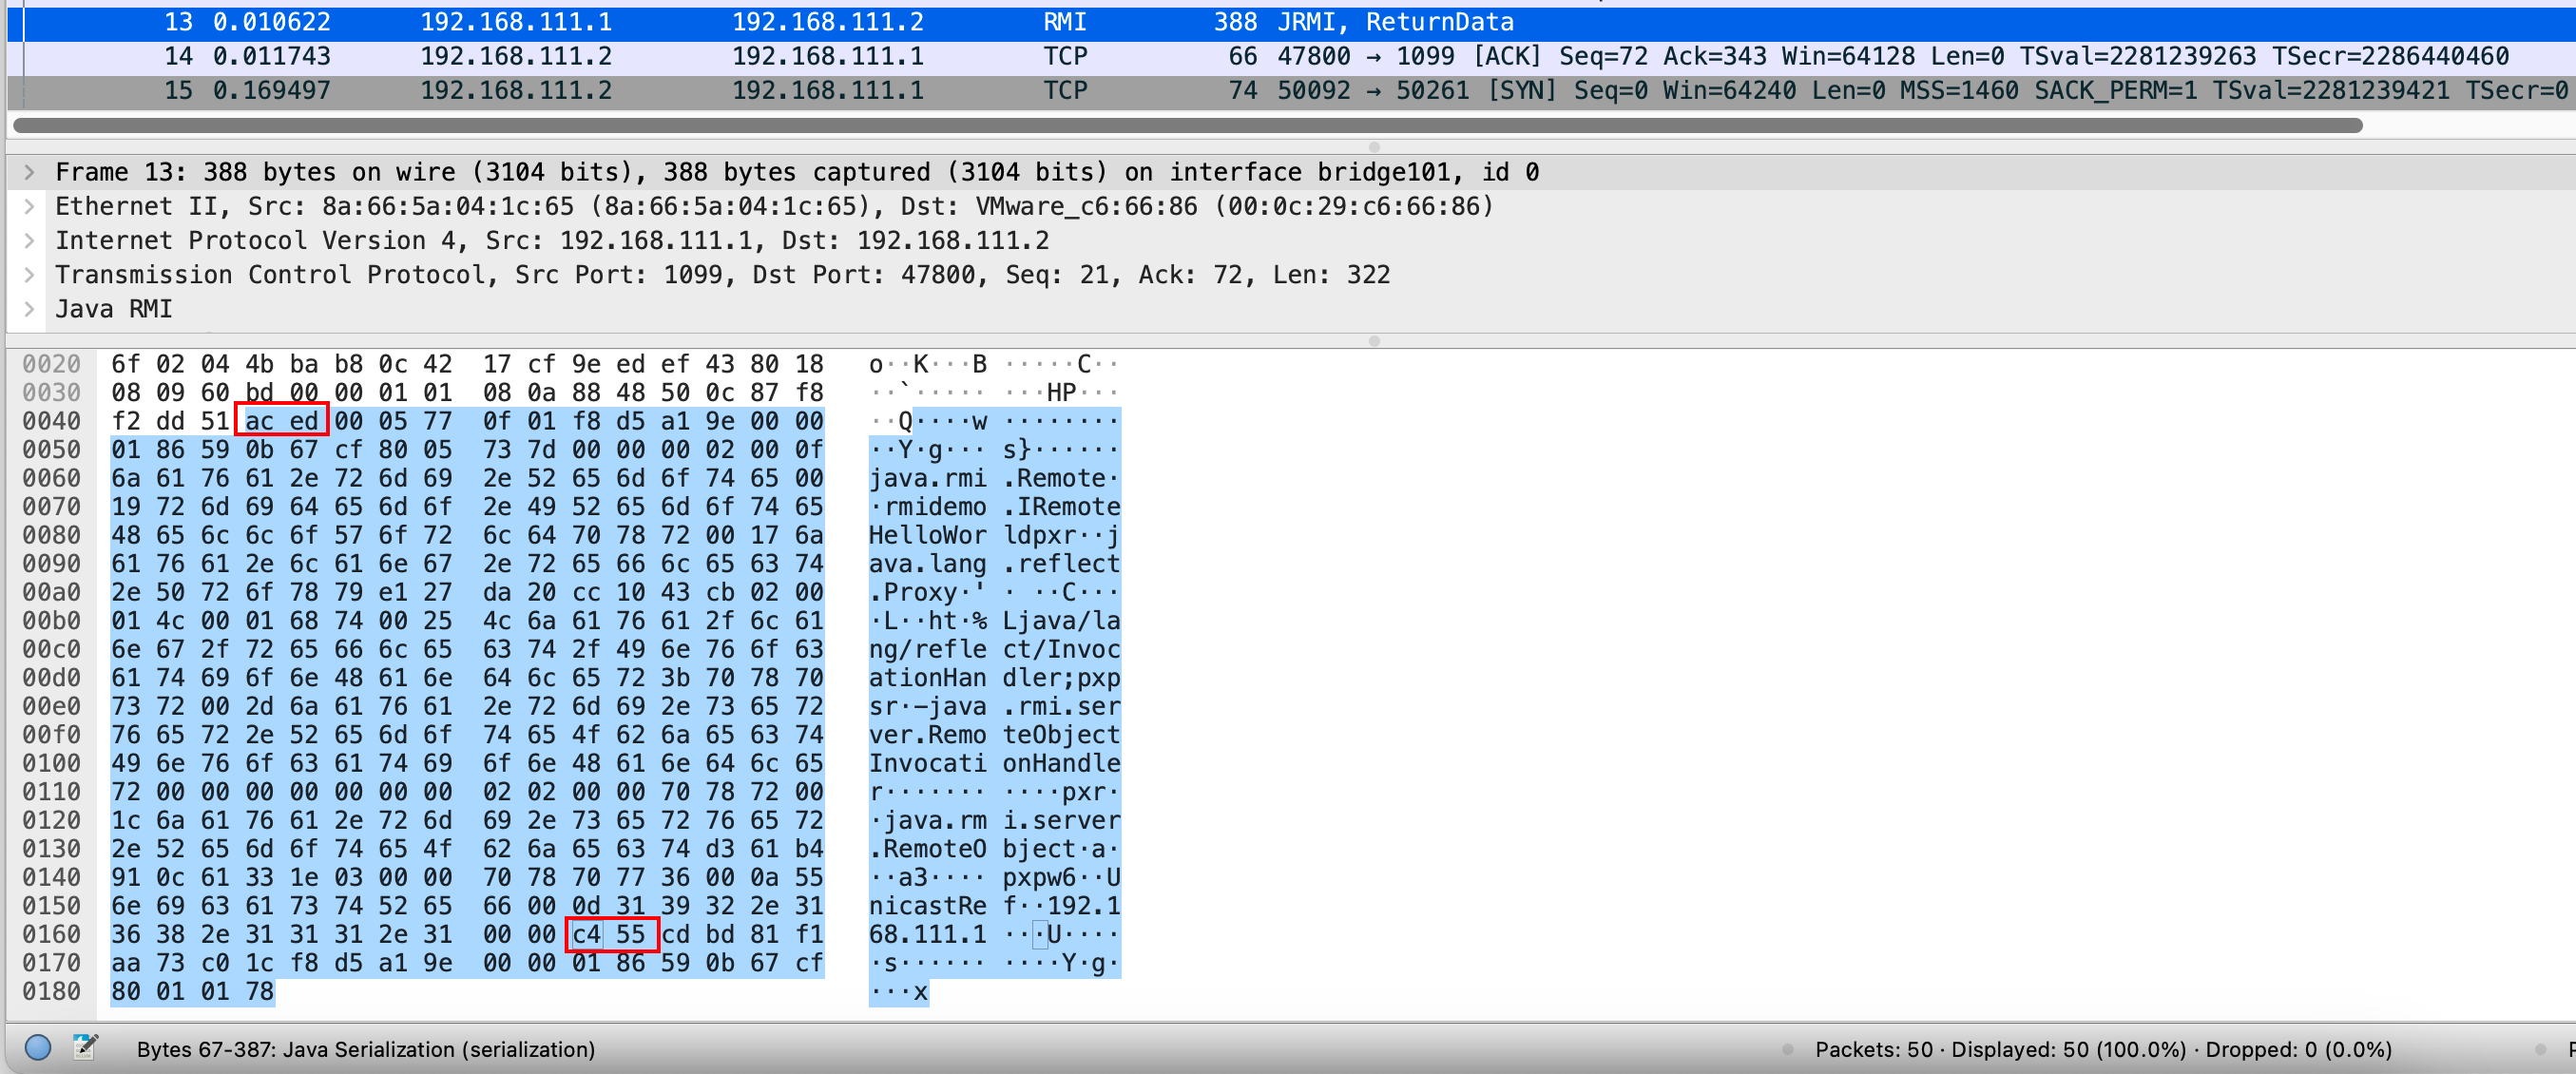 13 0.010622 192.168.111.1 192.168.111.2 RMI 388 JRMI, ReturnData
14 0.011743 192.168.111.2 192.168.111.1 TCP 66 47800 → 1099 [ACK] Seq=72 Ack=343 Win=64128 Len=0 TSval=2281239263 TSecr=2286440460
15 0.169497 192.168.111.2 192.168.111.1 TCP 74 50092 → 50261 [SYN] Seq=0 Win=64240 Len=0 MSS=1460 SACK_PERM=1 TSval=2281239421 TSecr=0
Frame 13: 388 bytes on wire (3104 bits), 388 bytes captured (3104 bits) on interface bridge101, id 0
Ethernet II, Src: 8a:66:5a:04:1c:65 (8a:66:5a:04:1c:65), Dst: VMware_c6:66:86 (00:0c:29:c6:66:86)
Internet Protocol Version 4, Src: 192.168.111.1, Dst: 192.168.111.2
Transmission Control Protocol, Src Port: 1099, Dst Port: 47800, Seq: 21, Ack: 72, Len: 322
Java RMI
0020 6f 02 04 4b ba b8 0c 42 17 cf 9e ed ef 43 80 18 o··K···B ·····C··
0030 08 09 60 bd 00 00 01 01 08 0a 88 48 50 0c 87 f8 ··`····· ···HP···
0040 f2 dd 51 ac ed 00 05 77 0f 01 f8 d5 a1 9e 00 00 ··Q····w ········
0050 01 86 59 0b 67 cf 80 05 73 7d 00 00 00 02 00 0f ··Y·g··· s}······
0060 6a 61 76 61 2e 72 6d 69 2e 52 65 6d 6f 74 65 00 java.rmi .Remote·
0070 19 72 6d 69 64 65 6d 6f 2e 49 52 65 6d 6f 74 65 ·rmidemo .IRemote
0080 48 65 6c 6c 6f 57 6f 72 6c 64 70 78 72 00 17 6a HelloWor ldpxr··j
0090 61 76 61 2e 6c 61 6e 67 2e 72 65 66 6c 65 63 74 ava.lang .reflect
00a0 2e 50 72 6f 78 79 e1 27 da 20 cc 10 43 cb 02 00 .Proxy·' · ··C···
00b0 01 4c 00 01 68 74 00 25 4c 6a 61 76 61 2f 6c 61 ·L··ht·% Ljava/la
00c0 6e 67 2f 72 65 66 6c 65 63 74 2f 49 6e 76 6f 63 ng/refle ct/Invoc
00d0 61 74 69 6f 6e 48 61 6e 64 6c 65 72 3b 70 78 70 ationHan dler;pxp
00e0 73 72 00 2d 6a 61 76 61 2e 72 6d 69 2e 73 65 72 sr·-java .rmi.ser
00f0 76 65 72 2e 52 65 6d 6f 74 65 4f 62 6a 65 63 74 ver.Remo teObject
0100 49 6e 76 6f 63 61 74 69 6f 6e 48 61 6e 64 6c 65 Invocati onHandle
0110 72 00 00 00 00 00 00 00 02 02 00 00 70 78 72 00 r······· ····pxr·
0120 1c 6a 61 76 61 2e 72 6d 69 2e 73 65 72 76 65 72 ·java.rm i.server
0130 2e 52 65 6d 6f 74 65 4f 62 6a 65 63 74 d3 61 b4 .RemoteO bject·a·
0140 91 0c 61 33 1e 03 00 00 70 78 70 77 36 00 0a 55 ··a3···· pxpw6··U
0150 6e 69 63 61 73 74 52 65 66 00 0d 31 39 32 2e 31 nicastRe f··192.1
0160 36 38 2e 31 31 31 2e 31 00 00 c4 55 cd bd 81 f1 68.111.1 ···U····
0170 aa 73 c0 1c f8 d5 a1 9e 00 00 01 86 59 0b 67 cf ·s······ ····Y·g·
0180 80 01 01 78 ···x
Bytes 67-387: Java Serialization (serialization) Packets: 50 · Displayed: 50 (100.0%) · Dropped: 0 (0.0%)